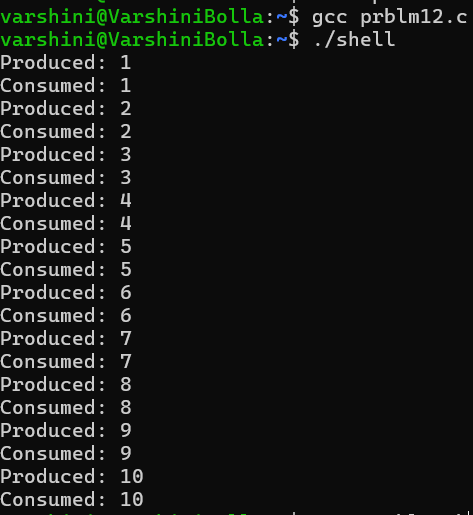 varshini@VarshiniBolla:~$ gcc prblm12.c
varshini@VarshiniBolla:~$ ./shell
Produced: 1
Consumed: 1
Produced: 2
Consumed: 2
Produced: 3
Consumed: 3
Produced: 4
Consumed: 4
Produced: 5
Consumed: 5
Produced: 6
Consumed: 6
Produced: 7
Consumed: 7
Produced: 8
Consumed: 8
Produced: 9
Consumed: 9
Produced: 10
Consumed: 10